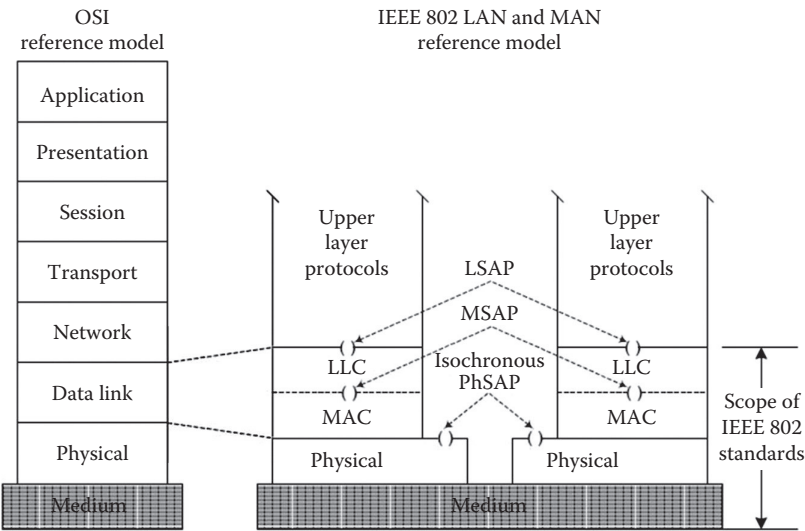 OSI
reference model
IEEE 802 LAN and MAN
reference model
Application
Presentation
Session
Transport
Network
Data link
Physical
Medium
Upper
layer
protocols
LSAP
MSAP
Isochronous
PhSAP
LLC
MAC
Physical
Upper
layer
protocols
LLC
MAC
Physical
Medium
Scope of
IEEE 802
standards